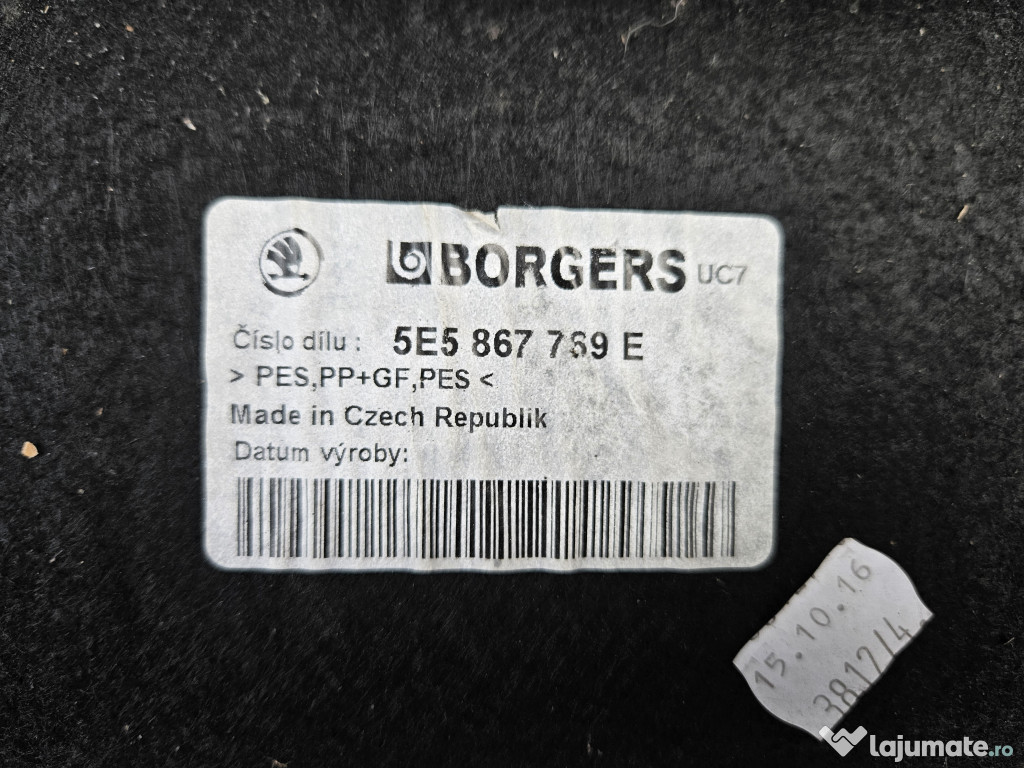 BORGERS UC7
Číslo dílu : 5E5 867 769 E
> PES,PP+GF,PES <
Made in Czech Republik
Datum výroby:
15.10.16
3812/4
lajumate.ro